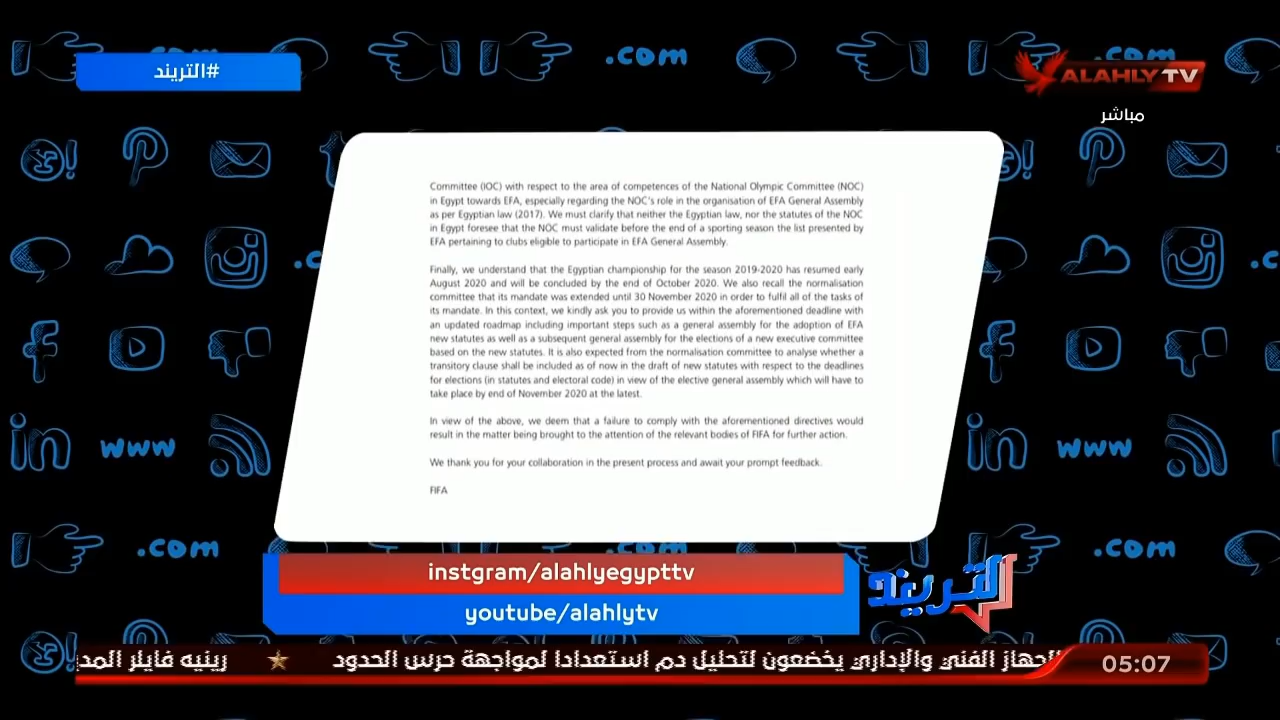 #التريند
ALAHLY TV
مباشر
Committee (IOC) with respect to the area of competences of the National Olympic Committee (NOC)
in Egypt towards EFA, especially regarding the NOC's role in the organisation of EFA General Assembly
as per Egyptian law (2017). We must clarify that neither the Egyptian law, nor the statutes of the NOC
in Egypt foresee that the NOC must validate before the end of a sporting season the list presented by
EFA pertaining to clubs eligible to participate in EFA General Assembly.
Finally, we understand that the Egyptian championship for the season 2019-2020 has resumed early
August 2020 and will be concluded by the end of October 2020. We also recall the normalisation
committee that its mandate was extended until 30 November 2020 in order to fulfil all of the tasks of
its mandate. In this context, we kindly ask you to provide us within the aforementioned deadline with
an updated roadmap including important steps such as a general assembly for the adoption of EFA
new statutes as well as a subsequent general assembly for the elections of a new executive committee
based on the new statutes. It is also expected from the normalisation committee to analyse whether a
transitory clause shall be included as of now in the draft of new statutes with respect to the deadlines
for elections (in statutes and electoral code) in view of the elective general assembly which will have to
take place by end of November 2020 at the latest.
In view of the above, we deem that a failure to comply with the aforementioned directives would
result in the matter being brought to the attention of the relevant bodies of FIFA for further action.
We thank you for your collaboration in the present process and await your prompt feedback.
FIFA
instgram/alahlyegypttv
youtube/alahlytv
التريند
الجهاز الفني والإداري يخضعون لتحليل دم استعدادا لمواجهة حرس الحدود ★ رينيه فايلر
05:07
.com
.com
.com
www
www
.com
.com
.com